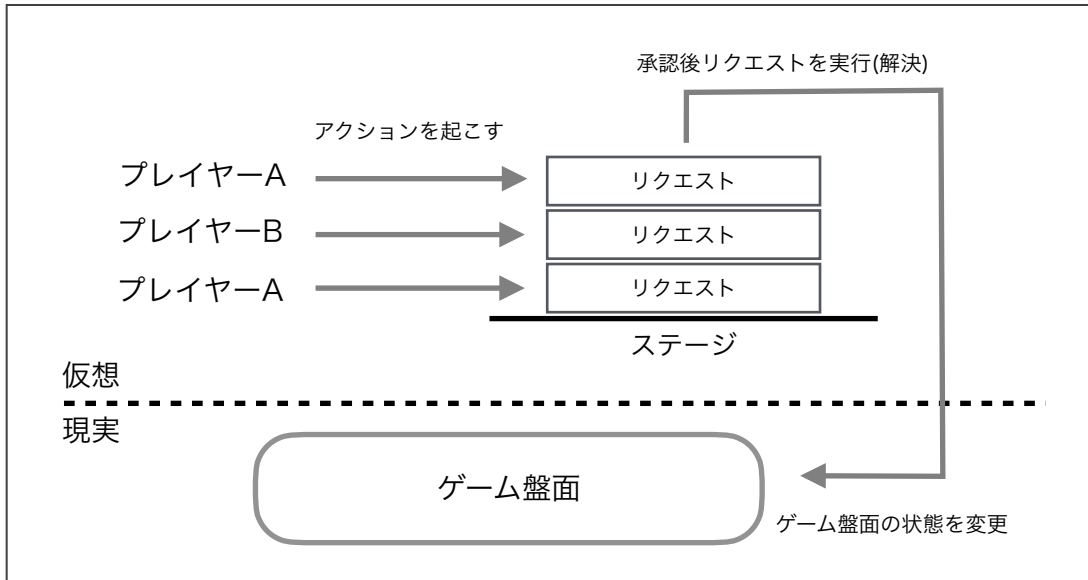 承認後リクエストを実行(解決)
アクションを起こす
プレイヤーA
リクエスト
プレイヤーB
リクエスト
プレイヤーA
リクエスト
ステージ
仮想
現実
ゲーム盤面
ゲーム盤面の状態を変更